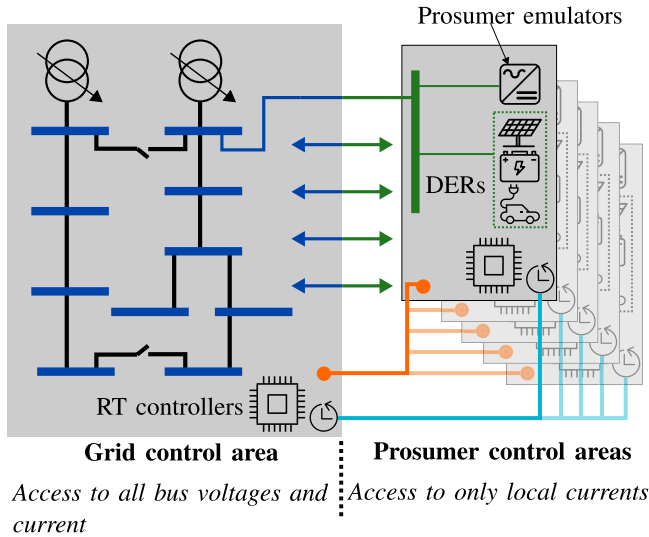 Prosumer emulators
DERs
RT controllers
Grid control area
Prosumer control areas
Access to all bus voltages and
current
Access to only local currents